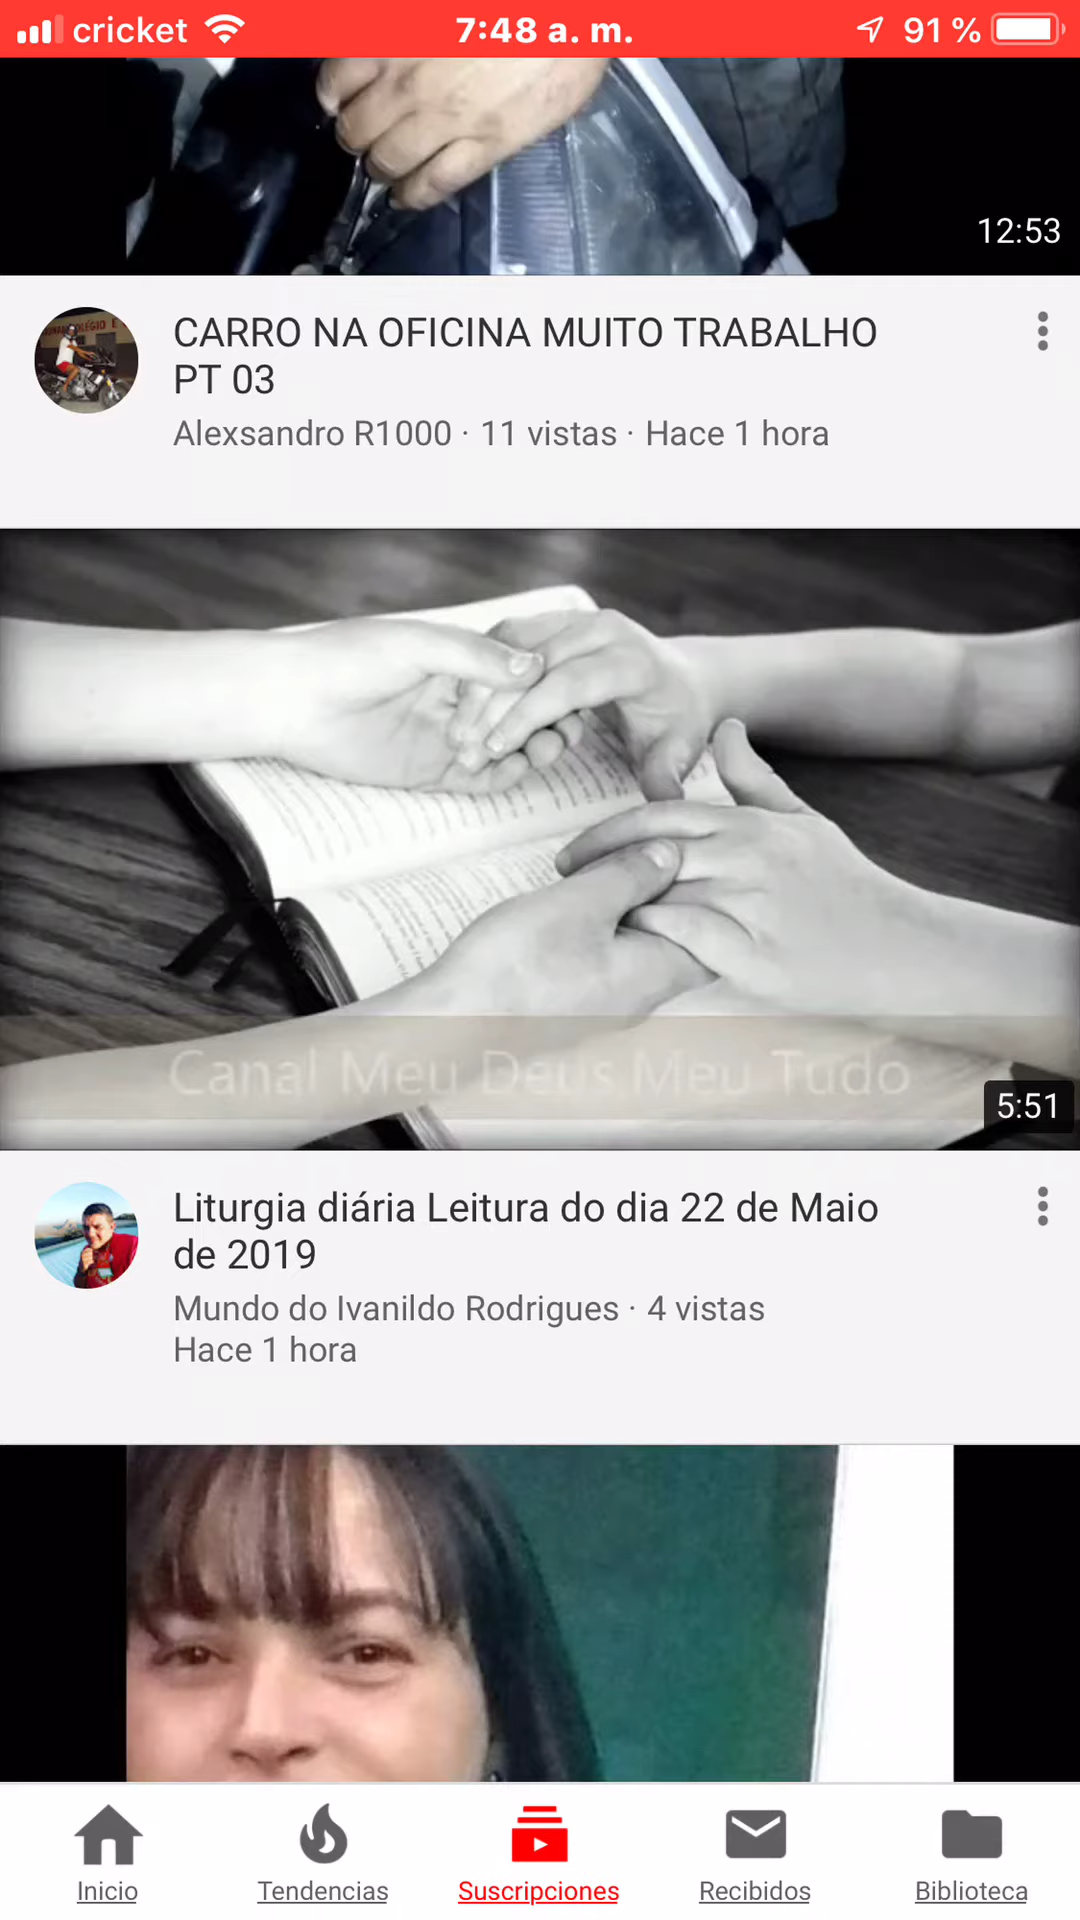 cricket 7:48 a. m. 91 %
12:53
CARRO NA OFICINA MUITO TRABALHO
PT 03
Alexsandro R1000 · 11 vistas · Hace 1 hora
Canal Meu Deus Meu Tudo
5:51
Liturgia diária Leitura do dia 22 de Maio
de 2019
Mundo do Ivanildo Rodrigues · 4 vistas
Hace 1 hora
Inicio Tendencias Suscripciones Recibidos Biblioteca